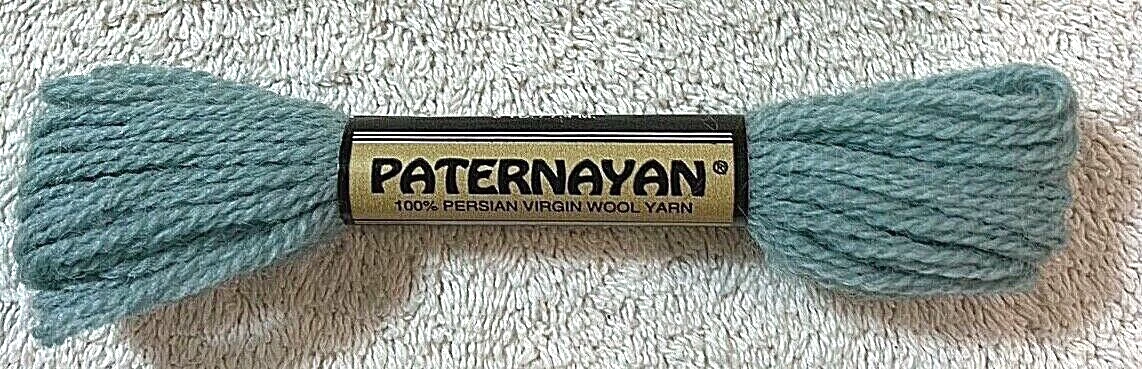 PATERNAYAN®
100% PERSIAN VIRGIN WOOL YARN